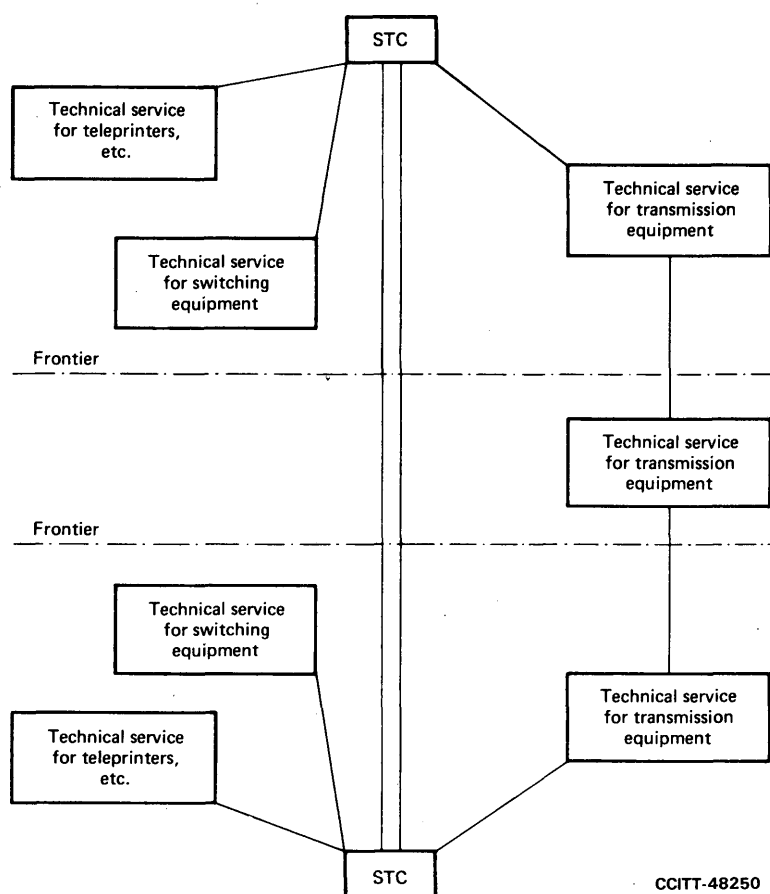 STC
Technical service
for teleprinters,
etc.
Technical service
for transmission
equipment
Technical service
for switching
equipment
Frontier
Technical service
for transmission
equipment
Frontier
Technical service
for switching
equipment
Technical service
for transmission
equipment
Technical service
for teleprinters,
etc.
STC
CCITT-48250